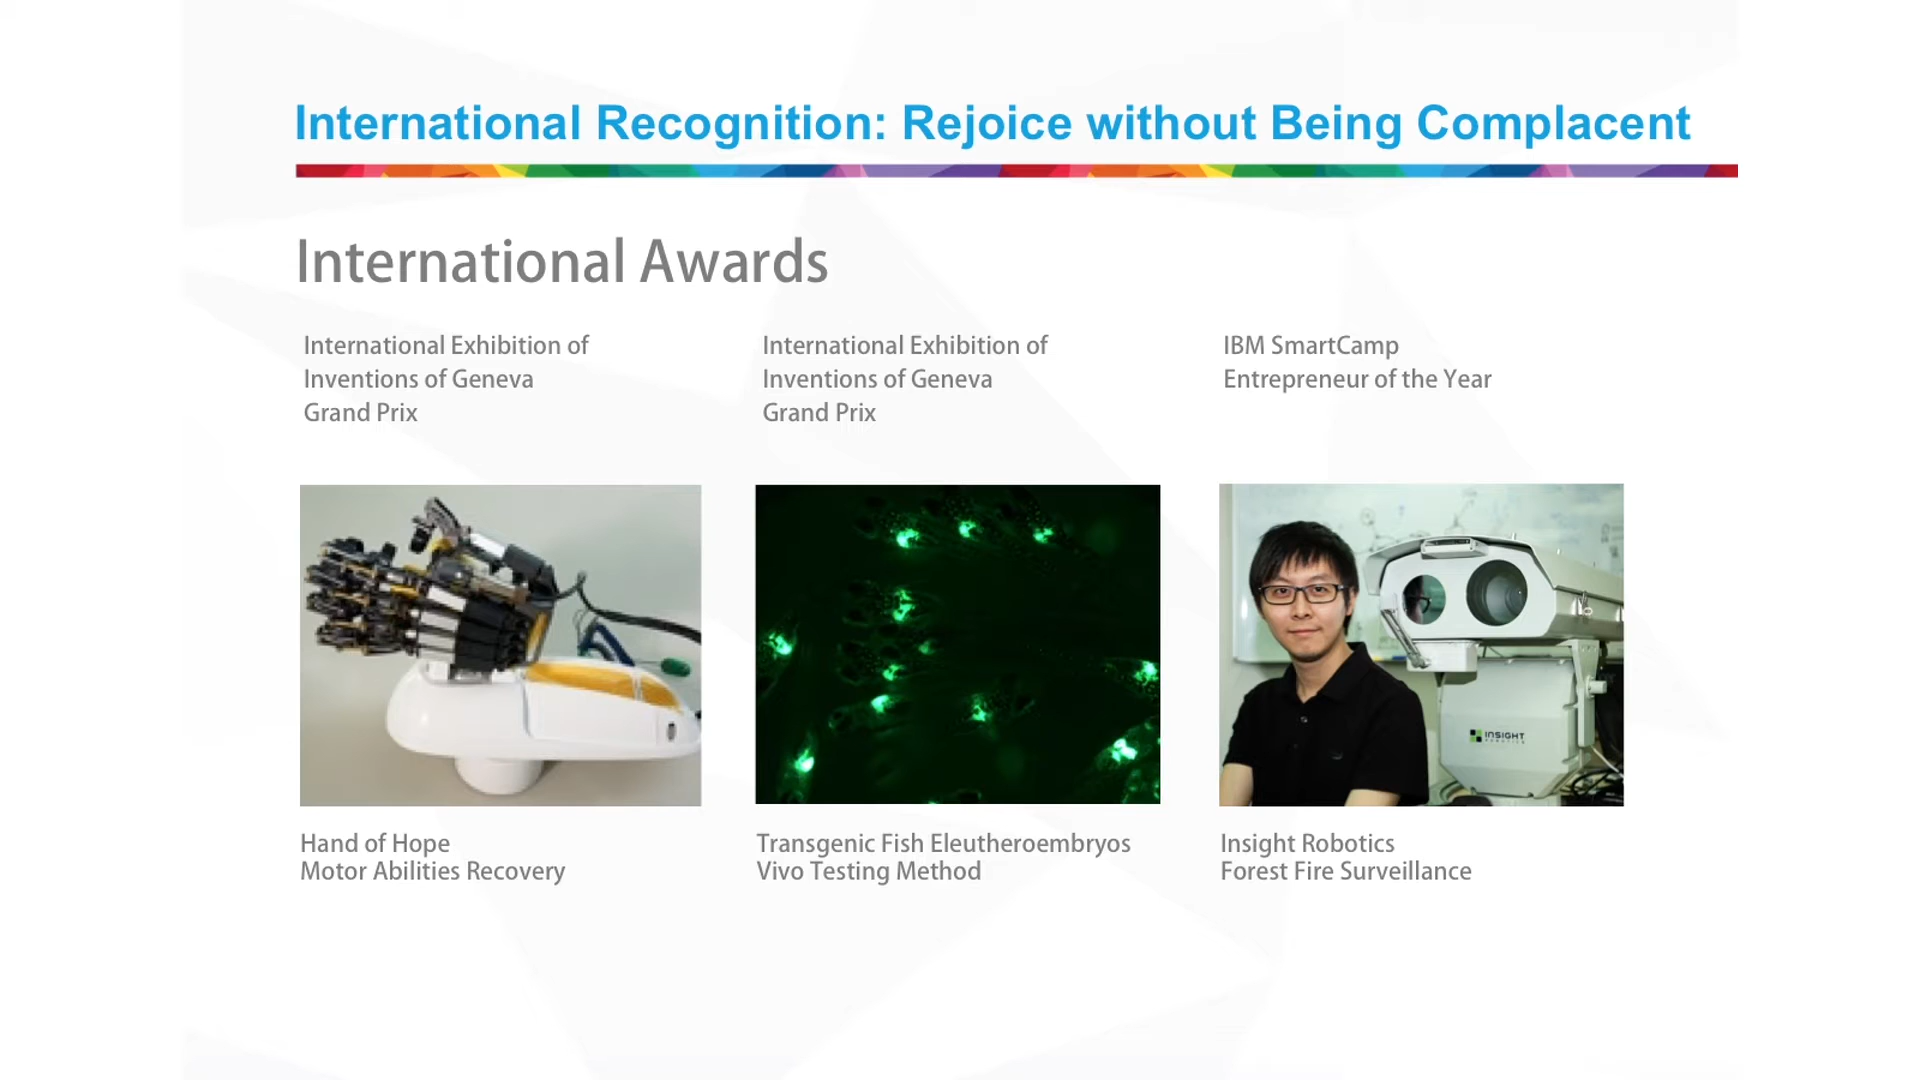 International Recognition: Rejoice without Being Complacent
International Awards
International Exhibition of
Inventions of Geneva
Grand Prix
International Exhibition of
Inventions of Geneva
Grand Prix
IBM SmartCamp
Entrepreneur of the Year
INSIGHT
ROBOTICS
Hand of Hope
Motor Abilities Recovery
Transgenic Fish Eleutheroembryos
Vivo Testing Method
Insight Robotics
Forest Fire Surveillance